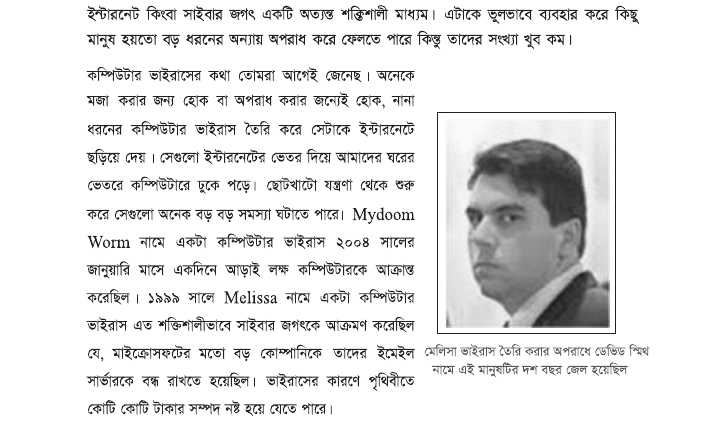 ইন্টারনেট কিংবা সাইবার জগৎ একটি অত্যন্ত শক্তিশালী মাধ্যম। এটাকে ভুলভাবে ব্যবহার করে কিছু
মানুষ হয়তো বড় ধরনের অন্যায় অপরাধ করে ফেলতে পারে কিন্তু তাদের সংখ্যা খুব কম।
কম্পিউটার ভাইরাসের কথা তোমরা আগেই জেনেছ। অনেকে
মজা করার জন্য হোক বা অপরাধ করার জন্যেই হোক, নানা
ধরনের কম্পিউটার ভাইরাস তৈরি করে সেটাকে ইন্টারনেটে
ছড়িয়ে দেয়। সেগুলো ইন্টারনেটের ভেতর দিয়ে আমাদের ঘরের
ভেতরে কম্পিউটারে ঢুকে পড়ে। ছোটখাটো যন্ত্রণা থেকে শুরু
করে সেগুলো অনেক বড় বড় সমস্যা ঘটাতে পারে। Mydoom
Worm নামে একটা কম্পিউটার ভাইরাস ২০০৪ সালের
জানুয়ারি মাসে একদিনে আড়াই লক্ষ কম্পিউটারকে আক্রান্ত
করেছিল। ১৯৯৯ সালে Melissa নামে একটা কম্পিউটার
ভাইরাস এত শক্তিশালীভাবে সাইবার জগৎকে আক্রমণ করেছিল
যে, মাইক্রোসফটের মতো বড় কোম্পানিকে তাদের ইমেইল
সার্ভারকে বন্ধ রাখতে হয়েছিল। ভাইরাসের কারণে পৃথিবীতে
কোটি কোটি টাকার সম্পদ নষ্ট হয়ে যেতে পারে।
মেলিসা ভাইরাস তৈরি করার অপরাধে ডেভিড স্মিথ
নামে এই মানুষটির দশ বছর জেল হয়েছিল